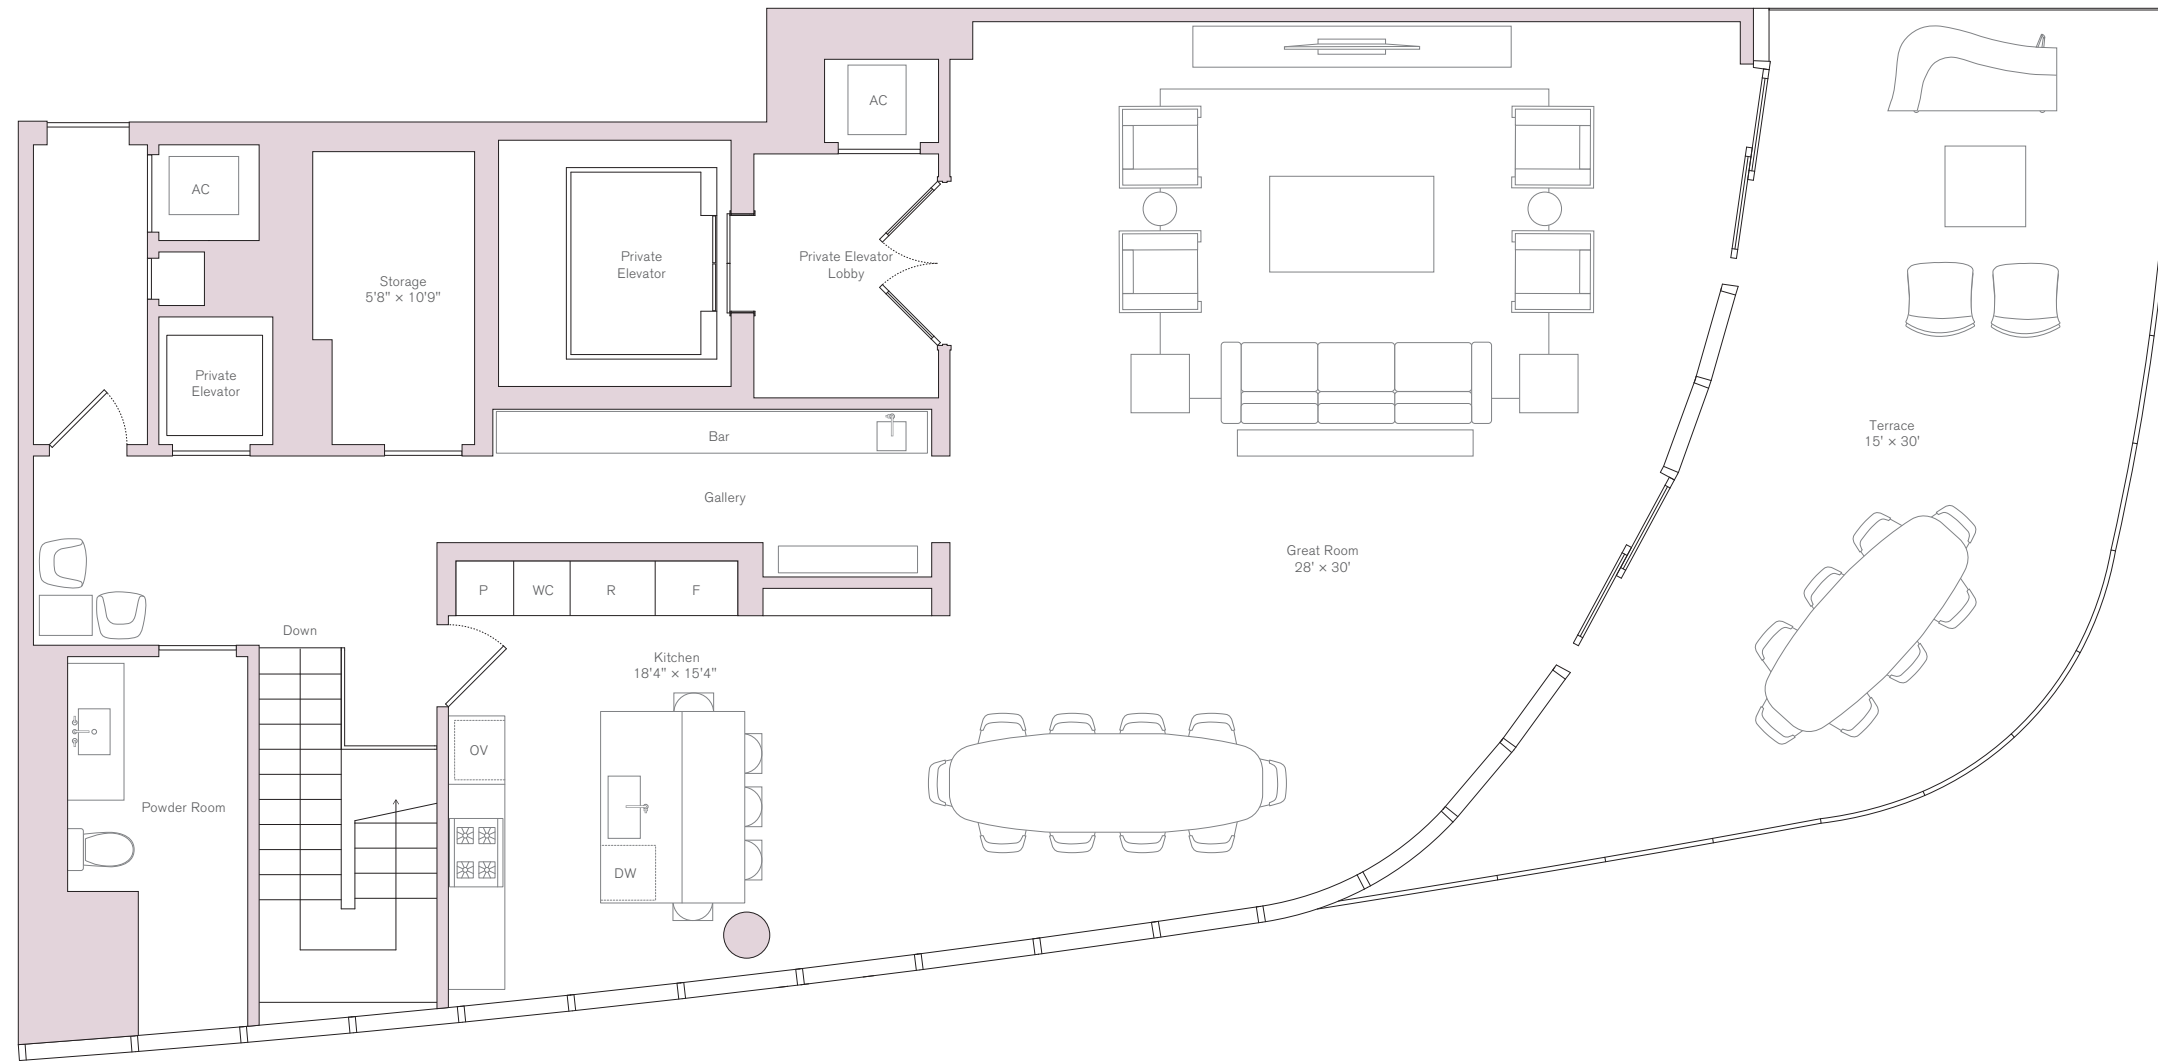 AC
AC
Private
Elevator
Private Elevator
Lobby
Storage
5'8" × 10'9"
Private
Elevator
Terrace
15' × 30'
Bar
Gallery
Great Room
28' × 30'
P
WC
R
F
Down
Kitchen
18'4" × 15'4"
OV
Powder Room
DW